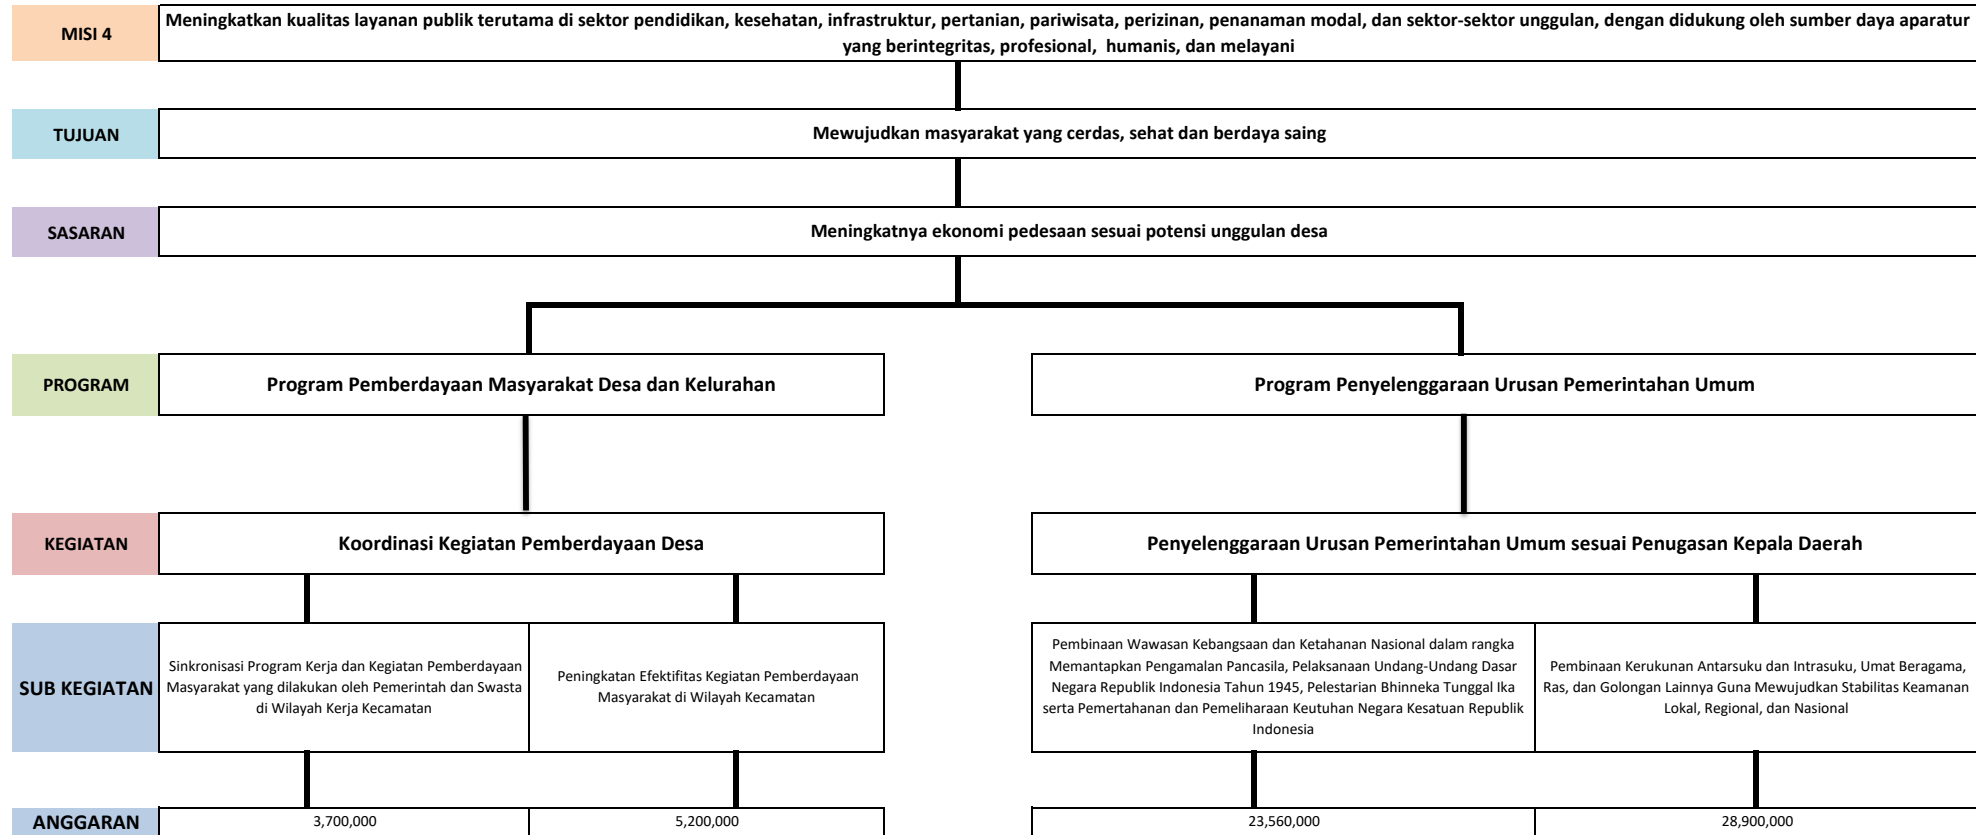 MISI 4
Meningkatkan kualitas layanan publik terutama di sektor pendidikan, kesehatan, infrastruktur, pertanian, pariwisata, perizinan, penanaman modal, dan sektor-sektor unggulan, dengan didukung oleh sumber daya aparatur
yang berintegritas, profesional, humanis, dan melayani
TUJUAN
Mewujudkan masyarakat yang cerdas, sehat dan berdaya saing
SASARAN
Meningkatnya ekonomi pedesaan sesuai potensi unggulan desa
PROGRAM
Program Pemberdayaan Masyarakat Desa dan Kelurahan
Program Penyelenggaraan Urusan Pemerintahan Umum
KEGIATAN
Koordinasi Kegiatan Pemberdayaan Desa
Penyelenggaraan Urusan Pemerintahan Umum sesuai Penugasan Kepala Daerah
SUB KEGIATAN
Sinkronisasi Program Kerja dan Kegiatan Pemberdayaan
Masyarakat yang dilakukan oleh Pemerintah dan Swasta
di Wilayah Kerja Kecamatan
Peningkatan Efektifitas Kegiatan Pemberdayaan
Masyarakat di Wilayah Kecamatan
Pembinaan Wawasan Kebangsaan dan Ketahanan Nasional dalam rangka
Memantapkan Pengamalan Pancasila, Pelaksanaan Undang-Undang Dasar
Negara Republik Indonesia Tahun 1945, Pelestarian Bhinneka Tunggal Ika
serta Pemertahanan dan Pemeliharaan Keutuhan Negara Kesatuan Republik
Indonesia
Pembinaan Kerukunan Antarsuku dan Intrasuku, Umat Beragama,
Ras, dan Golongan Lainnya Guna Mewujudkan Stabilitas Keamanan
Lokal, Regional, dan Nasional
ANGGARAN
3,700,000
5,200,000
23,560,000
28,900,000